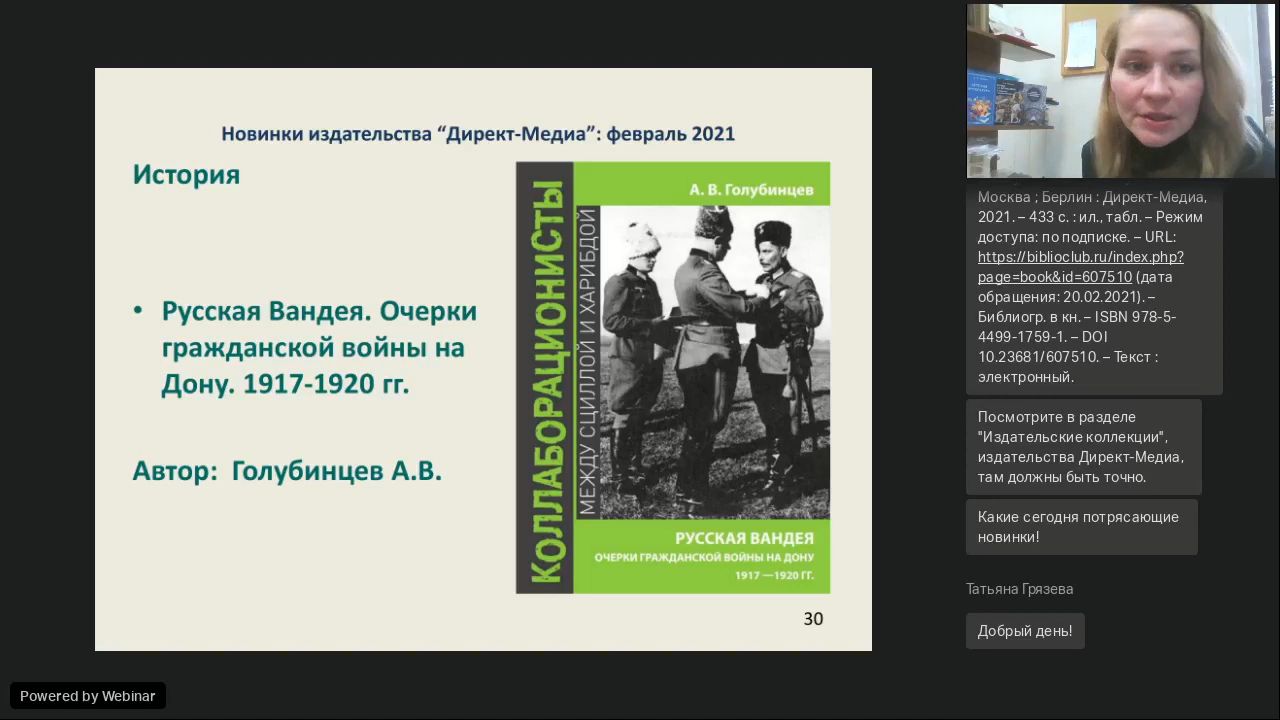 Новинки издательства “Директ-Медиа”: февраль 2021
История
• Русская Вандея. Очерки
гражданской войны на
Дону. 1917-1920 гг.
Автор: Голубинцев А.В.
КОЛЛАБОРАЦИОНИСТЫ
МЕЖДУ СЦИЛЛОЙ И ХАРИБДОЙ
А. В. Голубинцев
РУССКАЯ ВАНДЕЯ
ОЧЕРКИ ГРАЖДАНСКОЙ ВОЙНЫ НА ДОНУ
1917 —1920 ГГ.
30
Москва ; Берлин : Директ-Медиа,
2021. – 433 с. : ил., табл. – Режим
доступа: по подписке. – URL:
https://biblioclub.ru/index.php?
page=book&id=607510 (дата
обращения: 20.02.2021). –
Библиогр. в кн. – ISBN 978-5-
4499-1759-1. – DOI
10.23681/607510. – Текст :
электронный.
Посмотрите в разделе
"Издательские коллекции",
издательства Директ-Медиа,
там должны быть точно.
Какие сегодня потрясающие
новинки!
Татьяна Грязева
Добрый день!
Powered by Webinar